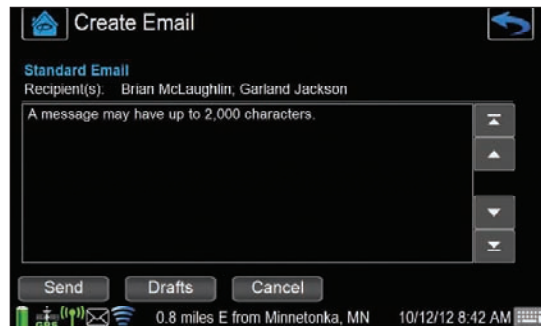 Create Email
Standard Email
Recipient(s): Brian McLaughlin, Garland Jackson
A message may have up to 2,000 characters.
Send Drafts Cancel
GPS 0.8 miles E from Minnetonka, MN 10/12/12 8:42 AM